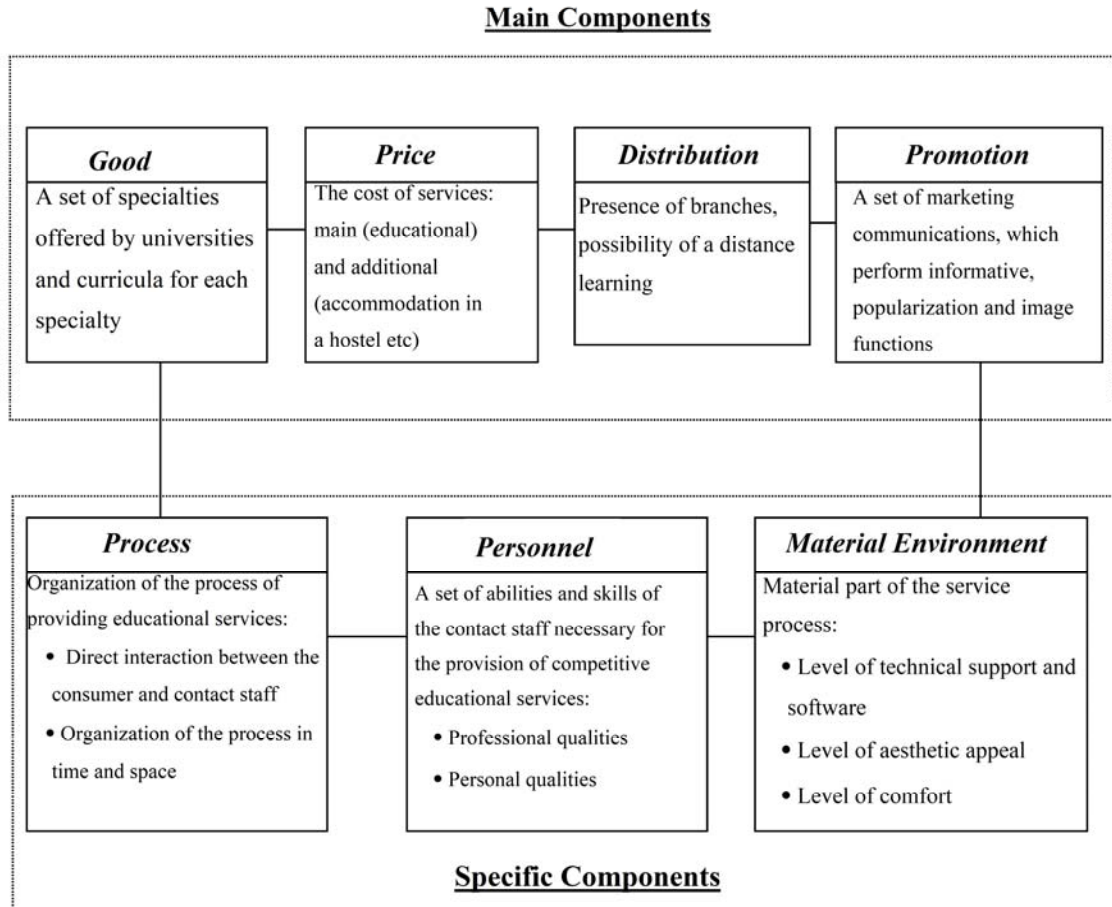 Main Components
Good
A set of specialties
offered by universities
and curricula for each
specialty
Price
The cost of services:
main (educational)
and additional
(accommodation in
a hostel etc)
Distribution
Presence of branches,
possibility of a distance
learning
Promotion
A set of marketing
communications, which
perform informative,
popularization and image
functions
Process
Organization of the process of
providing educational services:
• Direct interaction between the
consumer and contact staff
• Organization of the process in
time and space
Personnel
A set of abilities and skills of
the contact staff necessary for
the provision of competitive
educational services:
• Professional qualitics
• Personal qualities
Material Environment
Material part of the service
process:
• Level of technical support and
software
• Level of aesthetic appeal
• Level of comfort
Specific Components